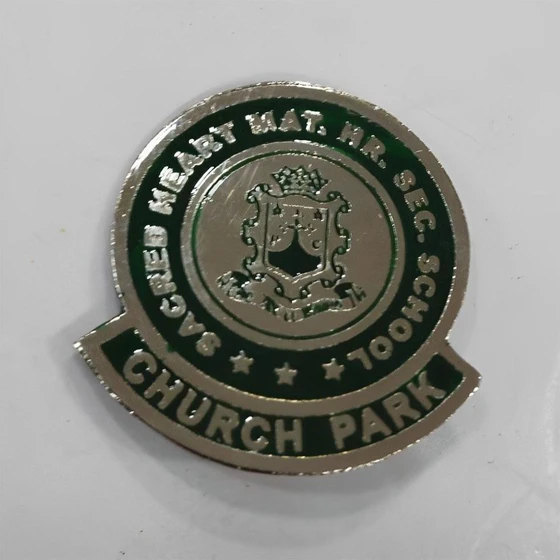 SACRED HEART MAT. HR. SEC. SCHOOL
CHURCH PARK